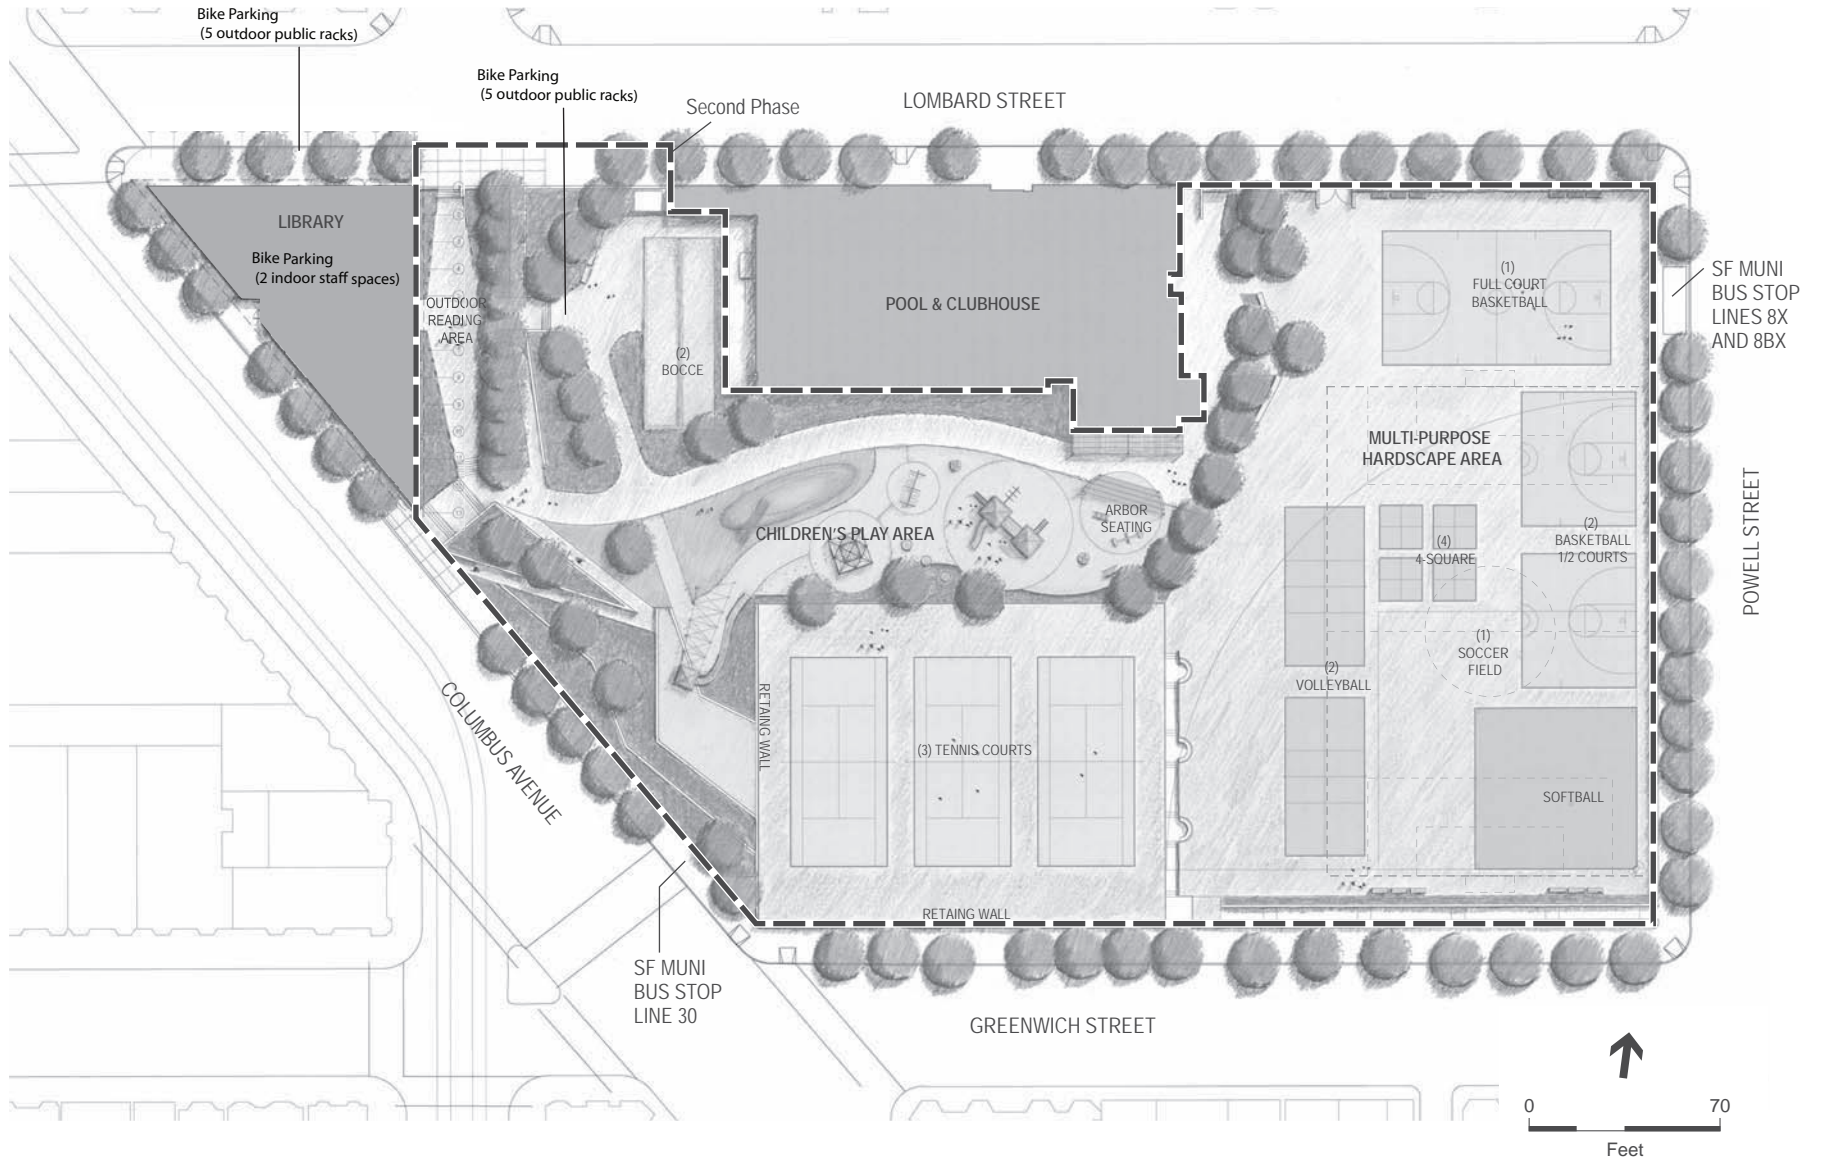 Bike Parking
(5 outdoor public racks)
Bike Parking
(5 outdoor public racks)
Second Phase
LOMBARD STREET
LIBRARY
Bike Parking
(2 indoor staff spaces)
OUTDOOR
READING
AREA
(2)
BOCCE
POOL & CLUBHOUSE
(1)
FULL COURT
BASKETBALL
SF MUNI
BUS STOP
LINES 8X
AND 8BX
MULTI-PURPOSE
HARDSCAPE AREA
CHILDREN'S PLAY AREA
ARBOR
SEATING
(4)
4-SQUARE
(2)
BASKETBALL
1/2 COURTS
POWELL STREET
(1)
SOCCER
FIELD
(2)
VOLLEYBALL
COLUMBUS AVENUE
RETAING WALL
(3) TENNIS COURTS
SOFTBALL
RETAING WALL
SF MUNI
BUS STOP
LINE 30
GREENWICH STREET
0 70
Feet